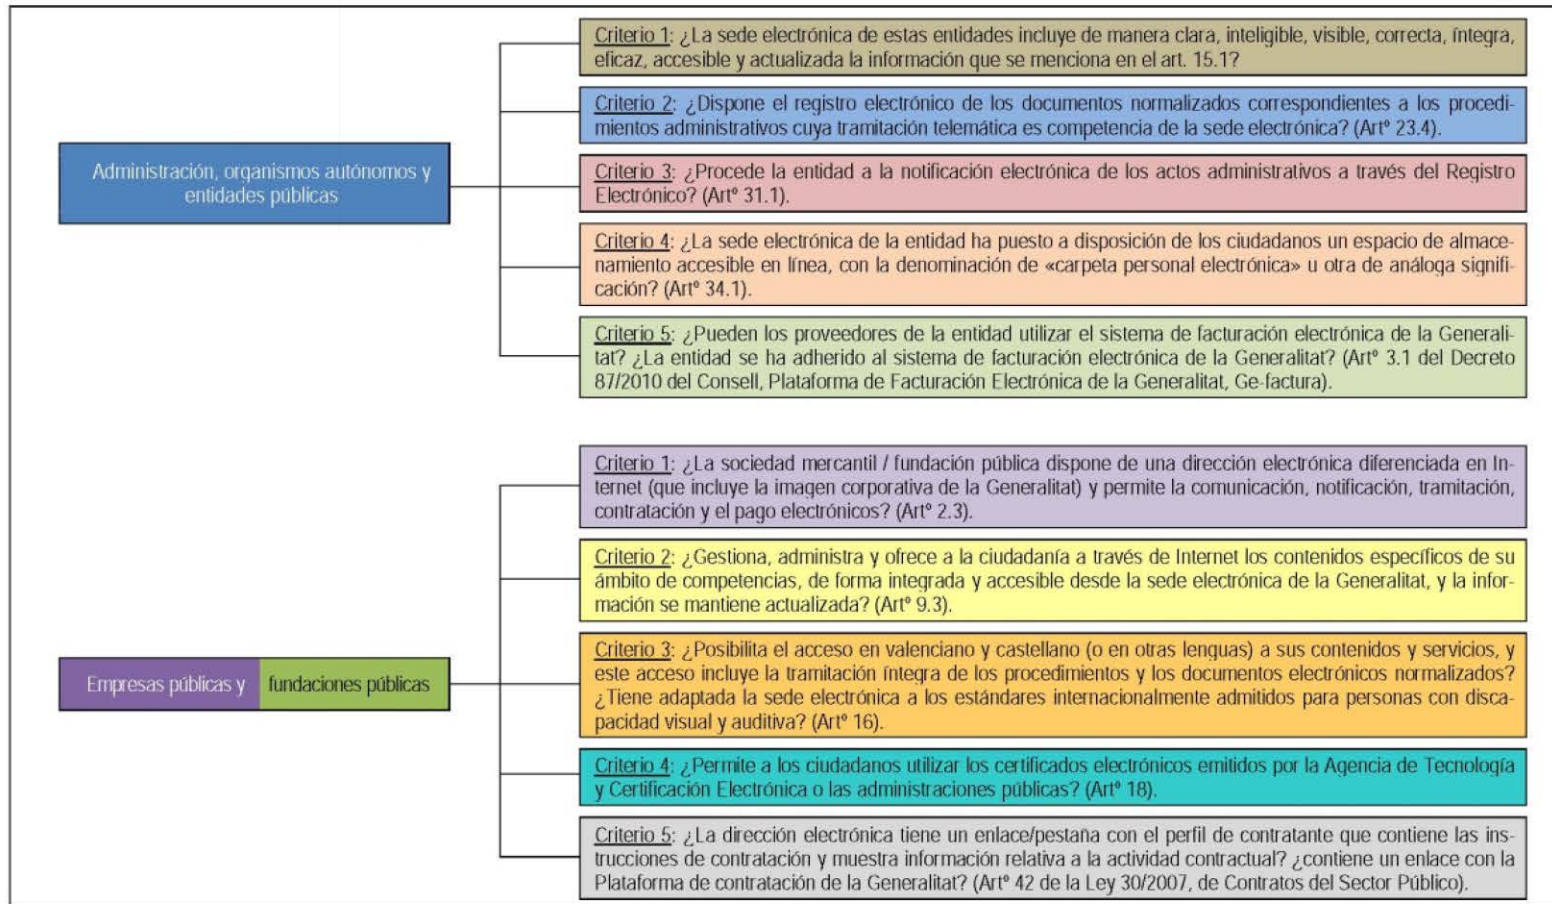 Criterio 1: ¿La sede electrónica de estas entidades incluye de manera clara, inteligible, visible, correcta, íntegra,
eficaz, accesible y actualizada la información que se menciona en el art. 15.1?
Criterio 2: ¿Dispone el registro electrónico de los documentos normalizados correspondientes a los procedi-
mientos administrativos cuya tramitación telemática es competencia de la sede electrónica? (Artº 23.4).
Administración, organismos autónomos y
entidades públicas
Criterio 3: ¿Procede la entidad a la notificación electrónica de los actos administrativos a través del Registro
Electrónico? (Artº 31.1).
Criterio 4: ¿La sede electrónica de la entidad ha puesto a disposición de los ciudadanos un espacio de almace-
namiento accesible en línea, con la denominación de «carpeta personal electrónica» u otra de análoga signifi-
cación? (Artº 34.1).
Criterio 5: ¿Pueden los proveedores de la entidad utilizar el sistema de facturación electrónica de la Generali-
tat? ¿La entidad se ha adherido al sistema de facturación electrónica de la Generalitat? (Artº 3.1 del Decreto
87/2010 del Consell, Plataforma de Facturación Electrónica de la Generalitat, Ge-factura).
Criterio 1: ¿La sociedad mercantil / fundación pública dispone de una dirección electrónica diferenciada en In-
ternet (que incluye la imagen corporativa de la Generalitat) y permite la comunicación, notificación, tramitación,
contratación y el pago electrónicos? (Artº 2.3).
Criterio 2: ¿Gestiona, administra y ofrece a la ciudadanía a través de Internet los contenidos específicos de su
ámbito de competencias, de forma integrada y accesible desde la sede electrónica de la Generalitat, y la infor-
mación se mantiene actualizada? (Artº 9.3).
Empresas públicas y fundaciones públicas
Criterio 3: ¿Posibilita el acceso en valenciano y castellano (o en otras lenguas) a sus contenidos y servicios, y
este acceso incluye la tramitación íntegra de los procedimientos y los documentos electrónicos normalizados?
¿Tiene adaptada la sede electrónica a los estándares internacionalmente admitidos para personas con disca-
pacidad visual y auditiva? (Artº 16).
Criterio 4: ¿Permite a los ciudadanos utilizar los certificados electrónicos emitidos por la Agencia de Tecnología
y Certificación Electrónica o las administraciones públicas? (Artº 18).
Criterio 5: ¿La dirección electrónica tiene un enlace/pestaña con el perfil de contratante que contiene las ins-
trucciones de contratación y muestra información relativa a la actividad contractual? ¿contiene un enlace con la
Plataforma de contratación de la Generalitat? (Artº 42 de la Ley 30/2007, de Contratos del Sector Público).